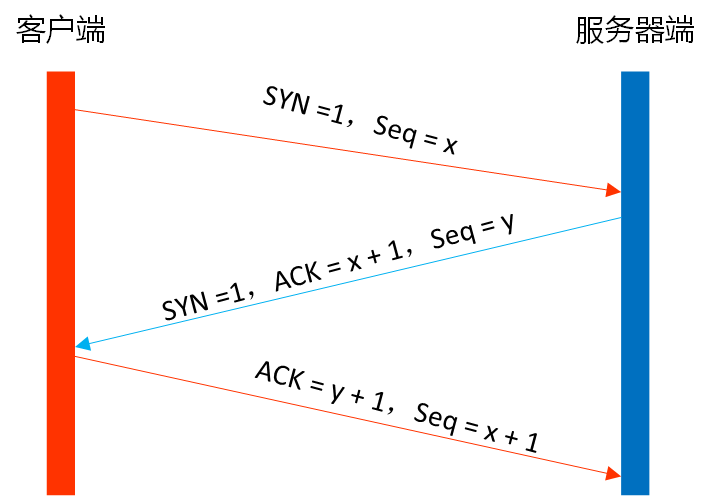 客户端
服务器端
SYN =1，Seq = x
SYN =1，ACK = x + 1，Seq = y
ACK = y + 1，Seq = x + 1